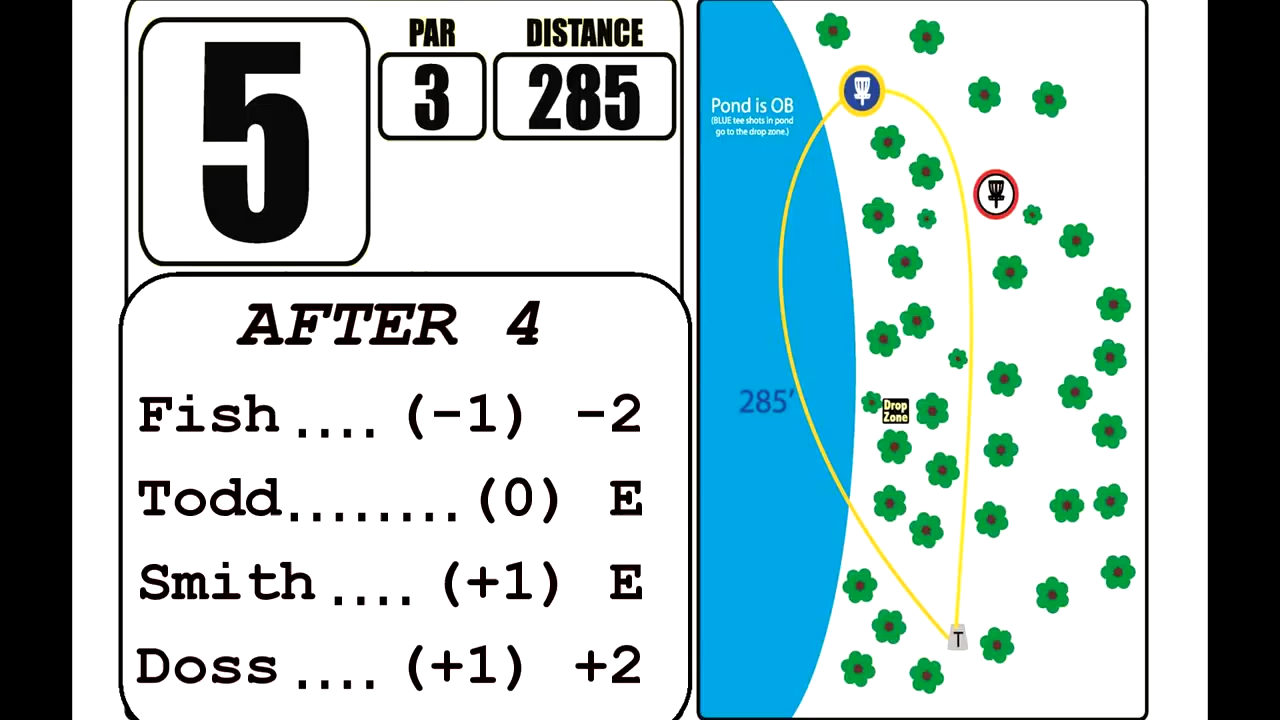 5
PAR
3
DISTANCE
285
AFTER 4
Fish .... (-1) -2
Todd........ (0) E
Smith .... (+1) E
Doss .... (+1) +2
Pond is OB
(BLUE tee shots in pond
go to the drop zone.)
285'
Drop
Zone
T